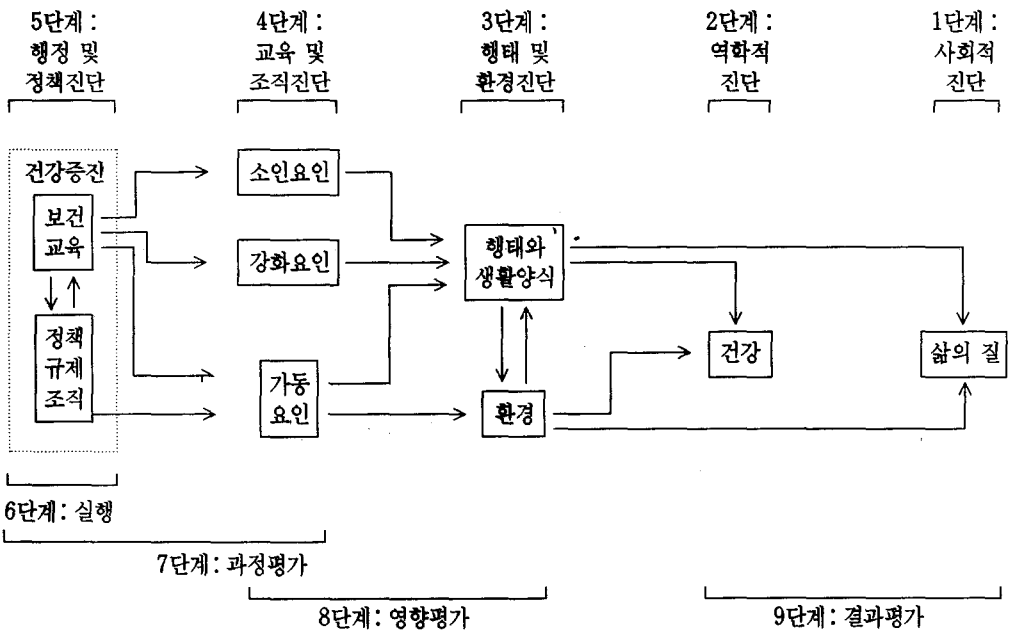 5단계 :
행정 및
정책진단
4단계 :
교육 및
조직진단
3단계 :
행태 및
환경진단
2단계 :
역학적
진단
1단계 :
사회적
진단
건강증진
보건
교육
정책
규제
조직
소인요인
강화요인
가동
요인
행태와
생활양식
환경
건강
삶의 질
6단계 : 실행
7단계 : 과정평가
8단계 : 영향평가
9단계 : 결과평가